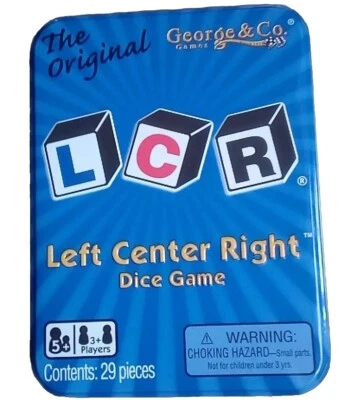 The
Original
George & Co.
Games
L C R ®
Left Center Right™
Dice Game
5+
3+
Players
Contents: 29 pieces
⚠ WARNING:
CHOKING HAZARD—Small parts.
Not for children under 3 yrs.